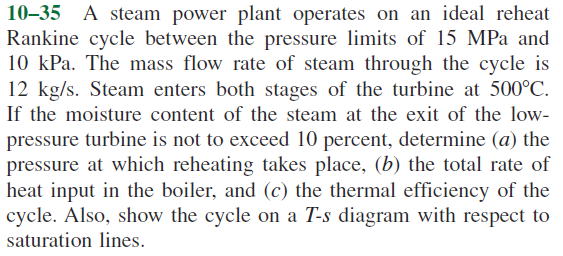 10–35 A steam power plant operates on an ideal reheat
Rankine cycle between the pressure limits of 15 MPa and
10 kPa. The mass flow rate of steam through the cycle is
12 kg/s. Steam enters both stages of the turbine at 500°C.
If the moisture content of the steam at the exit of the low-
pressure turbine is not to exceed 10 percent, determine (a) the
pressure at which reheating takes place, (b) the total rate of
heat input in the boiler, and (c) the thermal efficiency of the
cycle. Also, show the cycle on a T-s diagram with respect to
saturation lines.